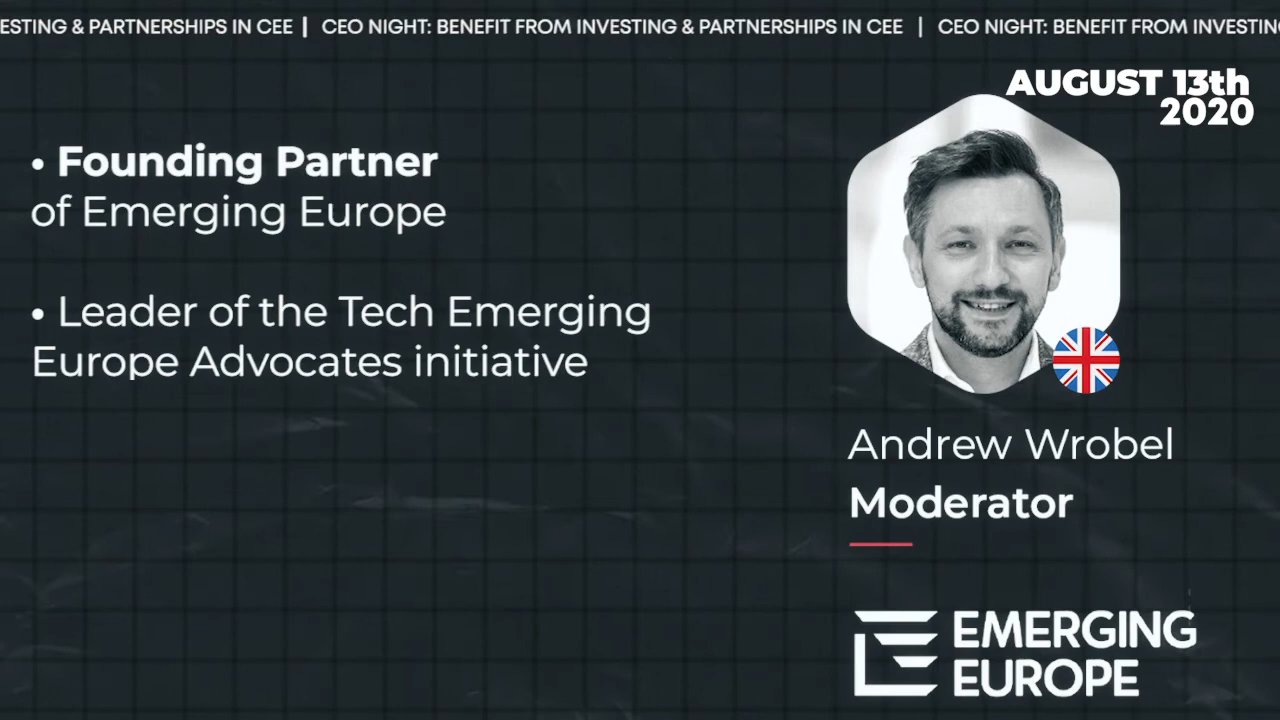 ESTING & PARTNERSHIPS IN CEE | CEO NIGHT: BENEFIT FROM INVESTING & PARTNERSHIPS IN CEE | CEO NIGHT: BENEFIT FROM INVESTING
AUGUST 13th
2020
• Founding Partner
of Emerging Europe
• Leader of the Tech Emerging
Europe Advocates initiative
Andrew Wrobel
Moderator
EMERGING
EUROPE